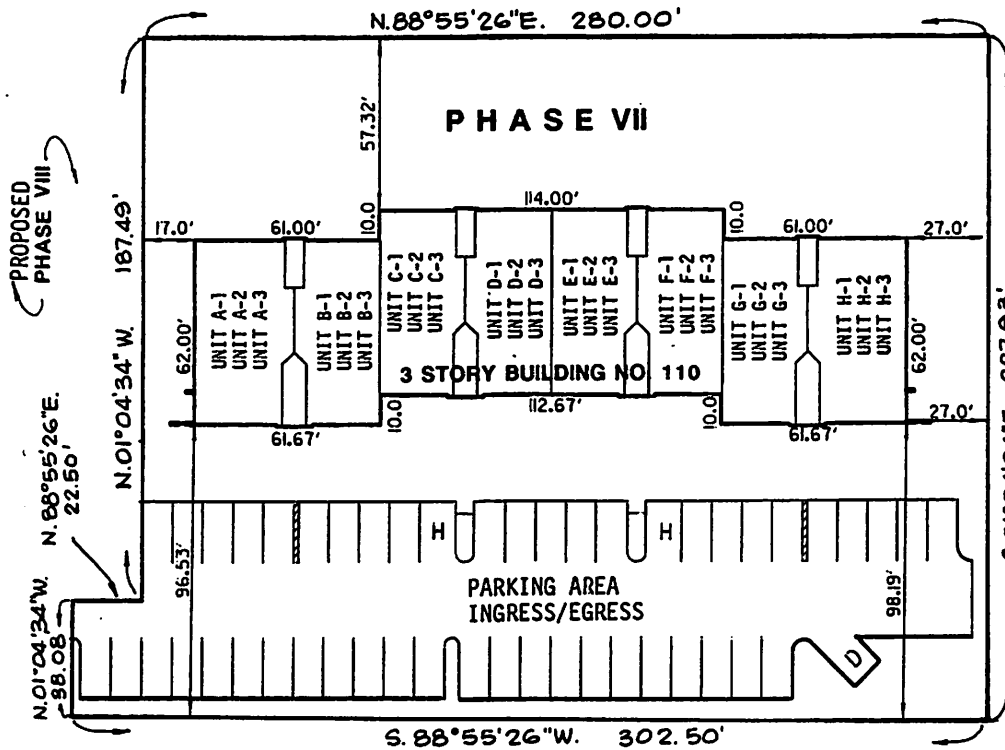 N.88°55'26"E. 280.00'
PHASE VII
57.32'
PROPOSED
PHASE VIII
187.49'
N.01°04'34"W.
114.00'
17.0'
61.00'
10.0
10.0
61.00'
27.0'
UNIT A-1
UNIT A-2
UNIT A-3
UNIT B-1
UNIT B-2
UNIT B-3
UNIT C-1
UNIT C-2
UNIT C-3
UNIT D-1
UNIT D-2
UNIT D-3
UNIT E-1
UNIT E-2
UNIT E-3
UNIT F-1
UNIT F-2
UNIT F-3
UNIT G-1
UNIT G-2
UNIT G-3
UNIT H-1
UNIT H-2
UNIT H-3
62.00'
62.00'
3 STORY BUILDING NO. 110
61.67'
10.0
112.67'
10.0
61.67'
27.0'
N.88°55'26"E.
22.50'
H
H
96.53'
PARKING AREA
INGRESS/EGRESS
98.19'
D
N.01°04'34"W.
38.08
S.88°55'26"W. 302.50'